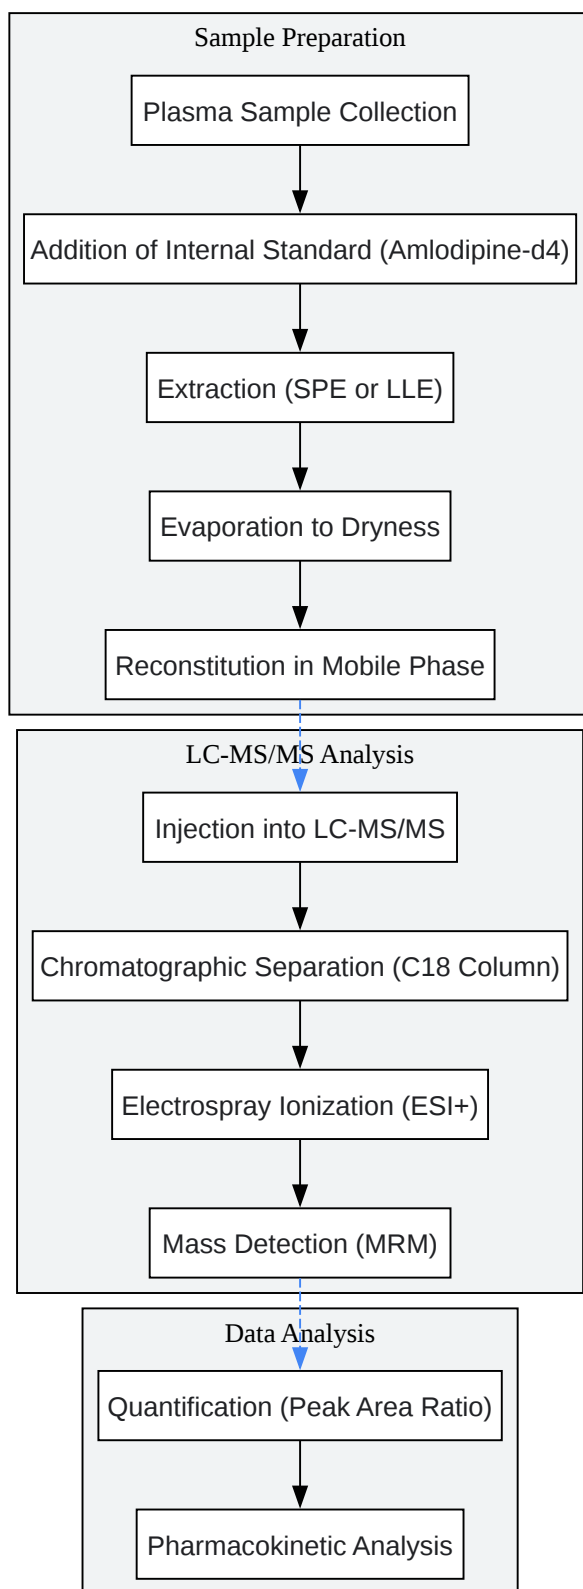 Sample Preparation
Plasma Sample Collection
Addition of Internal Standard (Amlodipine-d4)
Extraction (SPE or LLE)
Evaporation to Dryness
Reconstitution in Mobile Phase
LC-MS/MS Analysis
Injection into LC-MS/MS
Chromatographic Separation (C18 Column)
Electrospray Ionization (ESI+)
Mass Detection (MRM)
Data Analysis
Quantification (Peak Area Ratio)
Pharmacokinetic Analysis